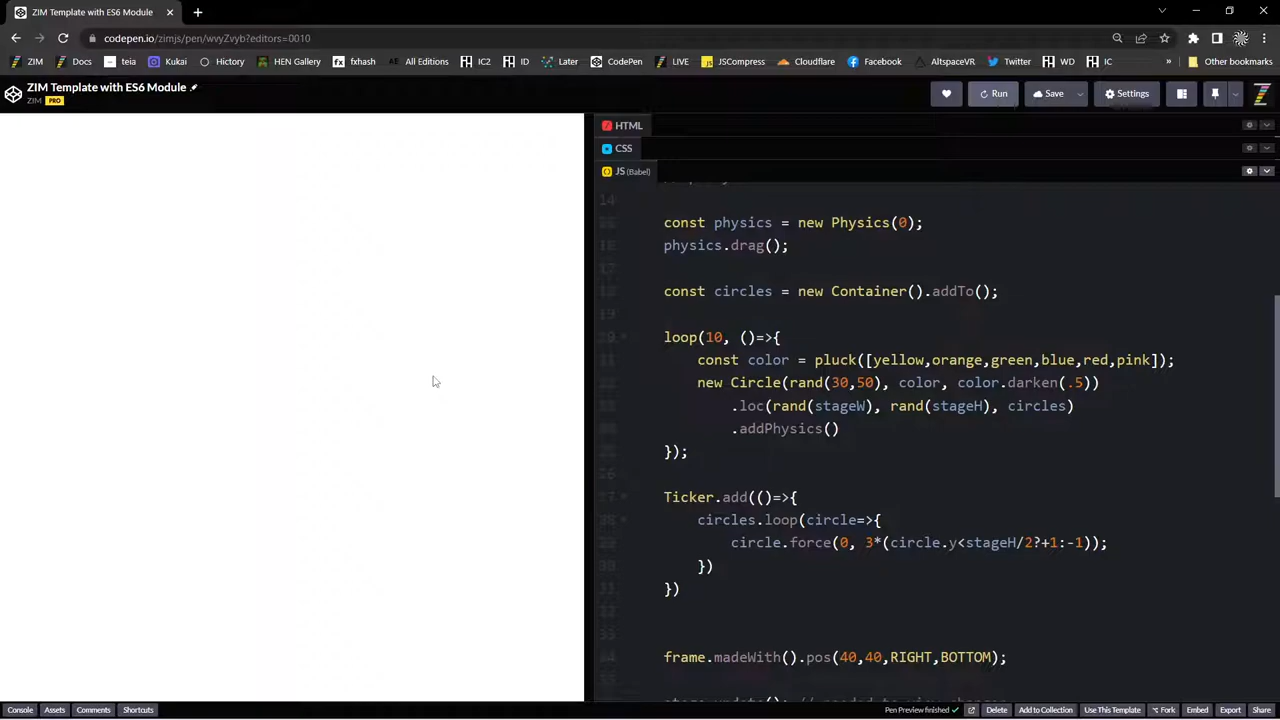 ZIM Template with ES6 Module
codepen.io/zimjs/pen/wvyZvyb?editors=0010
ZIM Docs teia Kukai Hictory HEN Gallery fxhash All Editions IC2 ID Later CodePen LIVE JSCompress Cloudflare Facebook AltspaceVR Twitter WD IC » Other bookmarks
ZIM Template with ES6 Module
ZIM PRO
Run Save Settings
HTML
CSS
JS (Babel)
14
const physics = new Physics(0);
physics.drag();
const circles = new Container().addTo();
loop(10, ()=>{
const color = pluck([yellow,orange,green,blue,red,pink]);
new Circle(rand(30,50), color, color.darken(.5))
.loc(rand(stageW), rand(stageH), circles)
.addPhysics()
});
Ticker.add(()=>{
circles.loop(circle=>{
circle.force(0, 3*(circle.y<stageH/2?+1:-1));
})
})
frame.madeWith().pos(40,40,RIGHT,BOTTOM);
Console Assets Comments Shortcuts Pen Preview finished Delete Add to Collection Use This Template Fork Embed Export Share